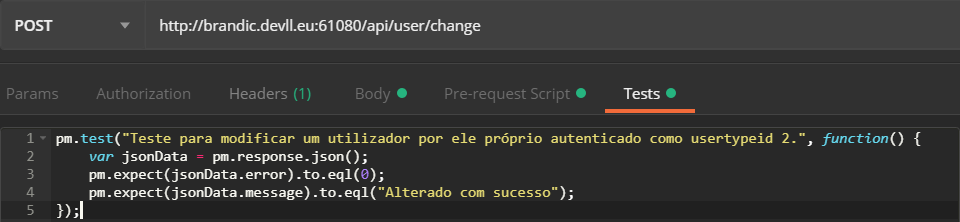 POST http://brandic.devll.eu:61080/api/user/change
Params Authorization Headers (1) Body Pre-request Script Tests
1 pm.test("Teste para modificar um utilizador por ele próprio autenticado como usertypeid 2.", function() {
2 var jsonData = pm.response.json();
3 pm.expect(jsonData.error).to.eql(0);
4 pm.expect(jsonData.message).to.eql("Alterado com sucesso");
5 });